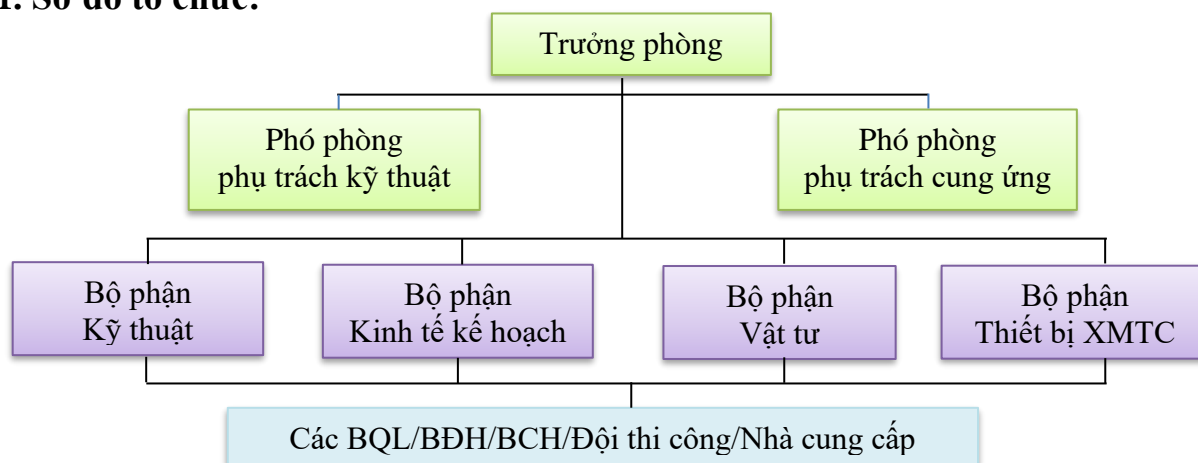 1. Sơ đồ tổ chức:
Trưởng phòng
Phó phòng
phụ trách kỹ thuật
Phó phòng
phụ trách cung ứng
Bộ phận
Kỹ thuật
Bộ phận
Kinh tế kế hoạch
Bộ phận
Vật tư
Bộ phận
Thiết bị XMTC
Các BQL/BĐH/BCH/Đội thi công/Nhà cung cấp